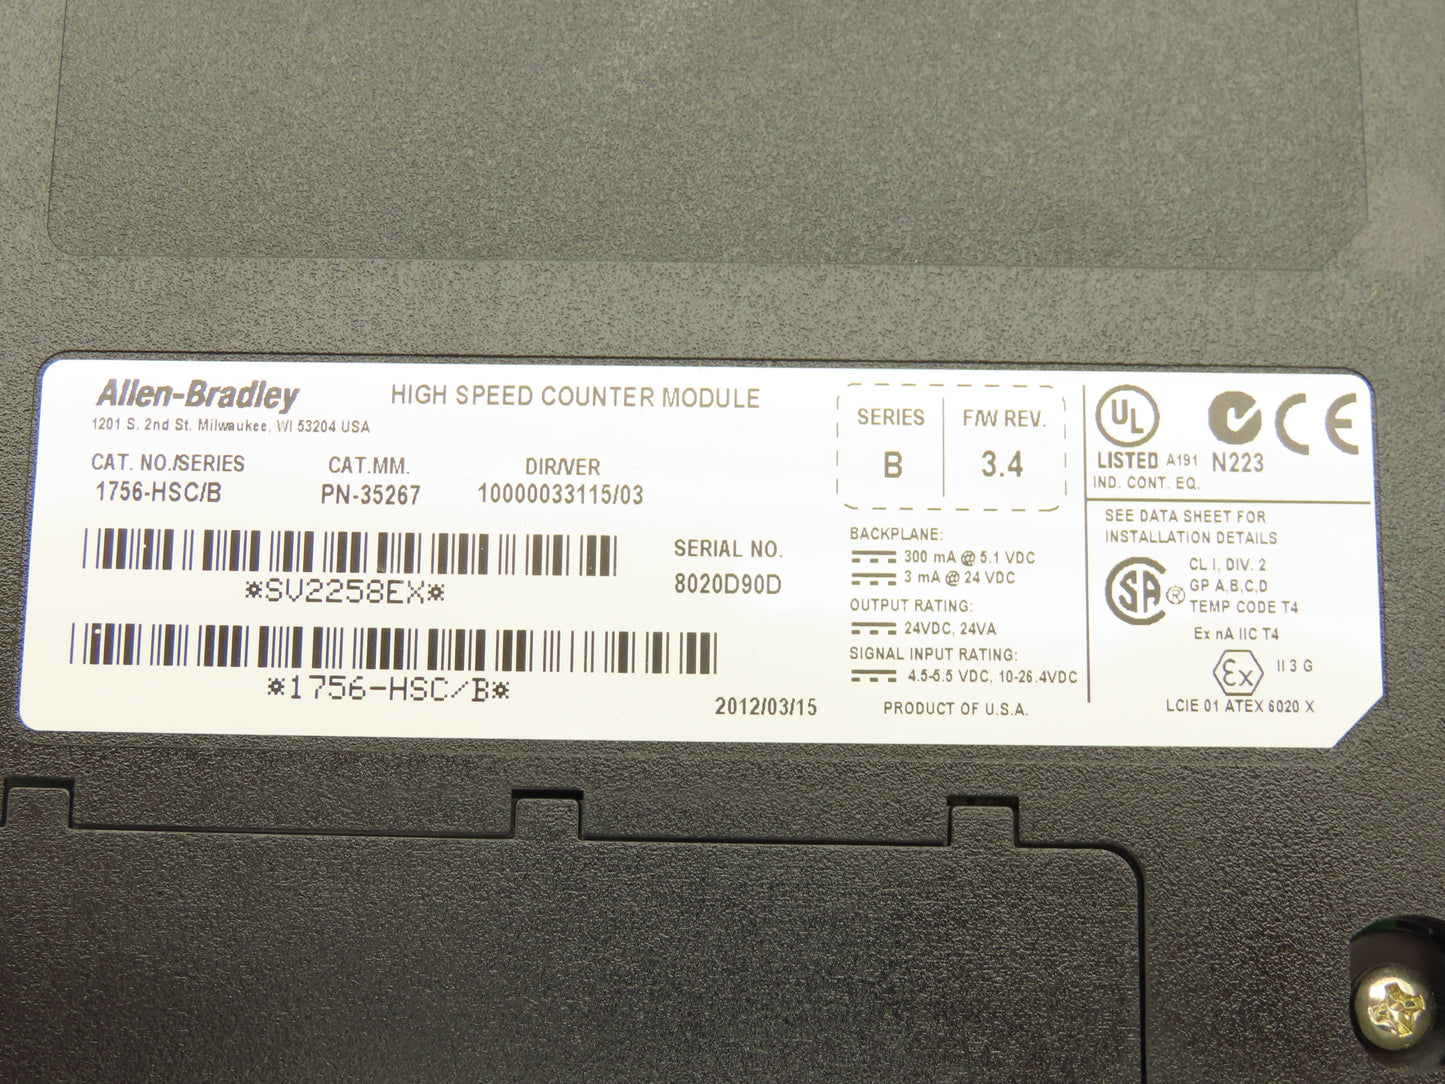 Allen-Bradley
HIGH SPEED COUNTER MODULE
1201 S. 2nd St. Milwaukee, WI 53204 USA
CAT. NO./SERIES CAT.MM. DIR/VER
1756-HSC/B PN-35267 10000033115/03
*SV2258EX*
SERIAL NO.
8020D90D
*1756-HSC/B*
2012/03/15
SERIES F/W REV.
B 3.4
BACKPLANE:
300 mA @ 5.1 VDC
3 mA @ 24 VDC
OUTPUT RATING:
24VDC, 24VA
SIGNAL INPUT RATING:
4.5-5.5 VDC, 10-26.4VDC
PRODUCT OF U.S.A.
UL CE
LISTED A191 N223
IND. CONT. EQ.
SEE DATA SHEET FOR
INSTALLATION DETAILS
SA ®
CL I, DIV. 2
GP A,B,C,D
TEMP CODE T4
Ex nA IIC T4
Ex II 3 G
LCIE 01 ATEX 6020 X